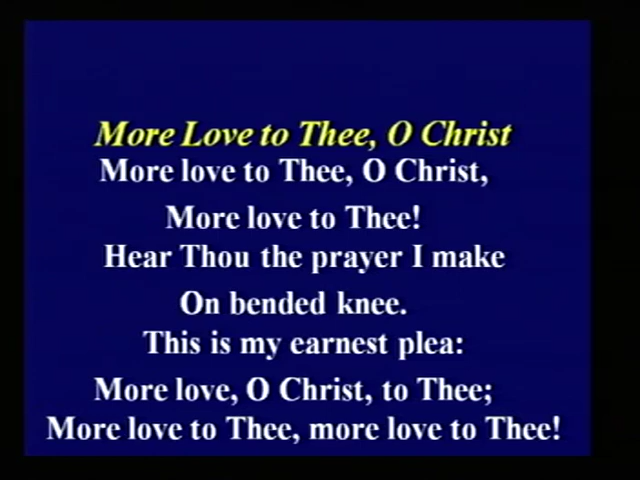 More Love to Thee, O Christ
More love to Thee, O Christ,
More love to Thee!
Hear Thou the prayer I make
On bended knee.
This is my earnest plea:
More love, O Christ, to Thee;
More love to Thee, more love to Thee!